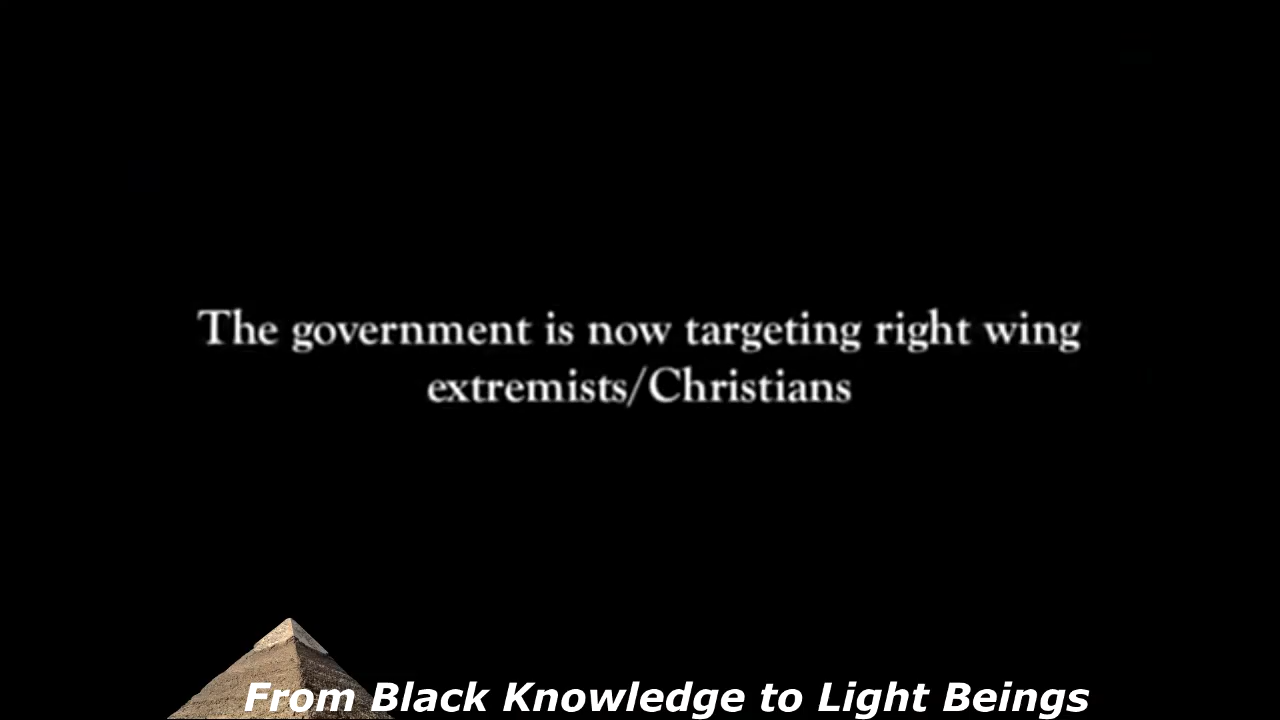 The government is now targeting right wing
extremists/Christians
From Black Knowledge to Light Beings